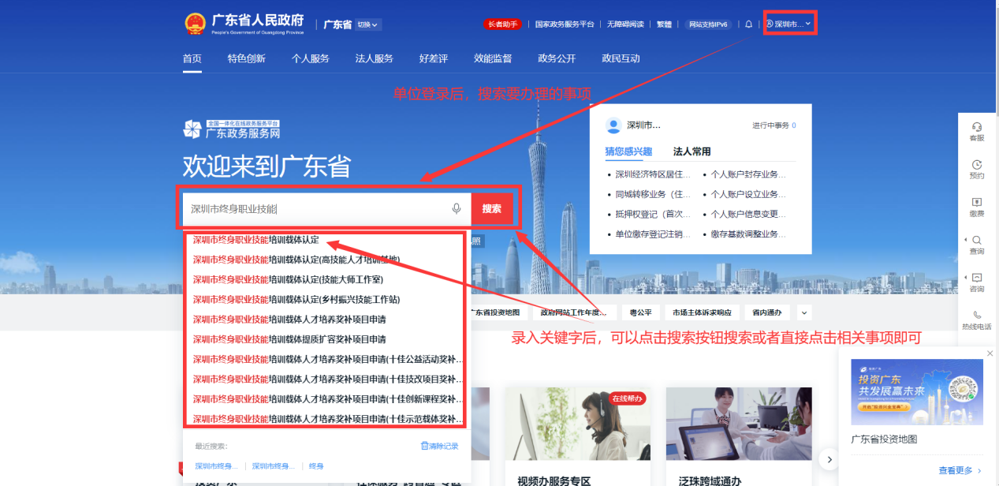 广东省人民政府
People's Government of Guangdong Province
广东省 切换
长者助手 国家政务服务平台 无障碍阅读 繁體 网站支持IPv6 深圳市...
首页 特色创新 个人服务 法人服务 好差评 效能监督 政务公开 政民互动
单位登录后，搜索要办理的事项
全国一体化在线政务服务平台
广东政务服务网
欢迎来到广东省
深圳市终身职业技能 搜索
深圳市... 进行中事务 0
猜您感兴趣 法人常用
深圳经济特区居住... 个人账户封存业务...
同城转移业务（住... 个人账户设立业务...
抵押权登记（首次... 个人账户信息变更...
单位缴存登记注销... 缴存基数调整业务...
客服
预约
缴费
查询
咨询
热线电话
照
深圳市终身职业技能培训载体认定
深圳市终身职业技能培训载体认定(高技能人才培训基地)
深圳市终身职业技能培训载体认定(技能大师工作室)
深圳市终身职业技能培训载体认定(乡村振兴技能工作站)
深圳市终身职业技能培训载体人才培养奖补项目申请
深圳市终身职业技能培训载体提质扩容奖补项目申请
深圳市终身职业技能培训载体人才培养奖补项目申请(十佳公益活动奖补...
深圳市终身职业技能培训载体人才培养奖补项目申请(十佳技改项目奖补...
深圳市终身职业技能培训载体人才培养奖补项目申请(十佳创新课程奖补...
深圳市终身职业技能培训载体人才培养奖补项目申请(十佳示范载体奖补...
最近搜索: 清除记录
深圳市终身... 深圳市终身... 终身
广东省投资地图 政府网站工作年度... 粤公平 市场主体诉求响应 省内通办
录入关键字后，可以点击搜索按钮搜索或者直接点击相关事项即可
在线帮办
视频办服务专区
泛珠跨域通办
投资广东
共发展赢未来
广东省投资地图
查看更多